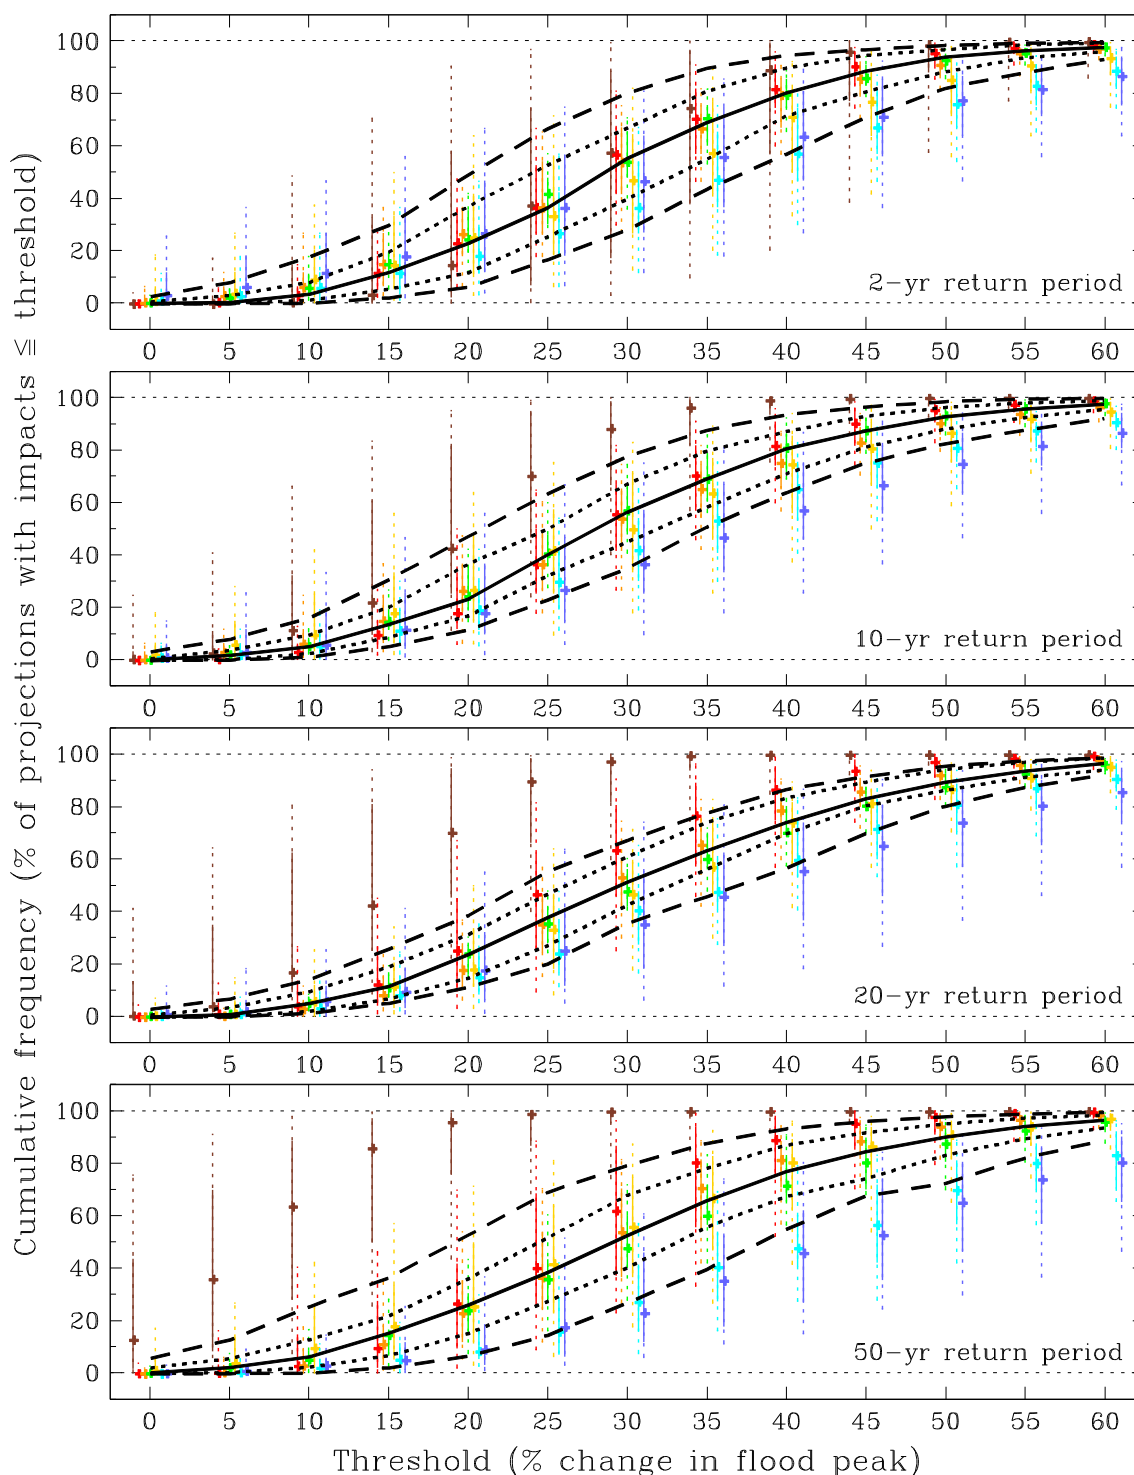 Cumulative frequency (% of projections with impacts ≤ threshold)
100
80
60
40
20
0
2-yr return period
0 5 10 15 20 25 30 35 40 45 50 55 60
100
80
60
40
20
0
10-yr return period
0 5 10 15 20 25 30 35 40 45 50 55 60
100
80
60
40
20
0
20-yr return period
0 5 10 15 20 25 30 35 40 45 50 55 60
100
80
60
40
20
0
50-yr return period
0 5 10 15 20 25 30 35 40 45 50 55 60
Threshold (% change in flood peak)